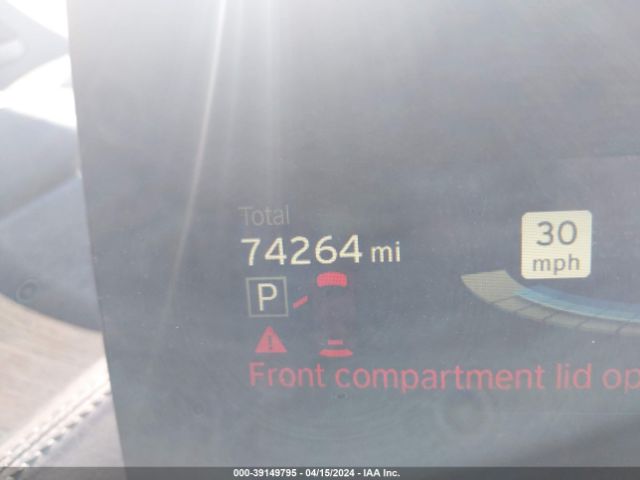 Total
74264 mi
30
mph
P
Front compartment lid op
000-39149795 - 04/15/2024 - IAA Inc.